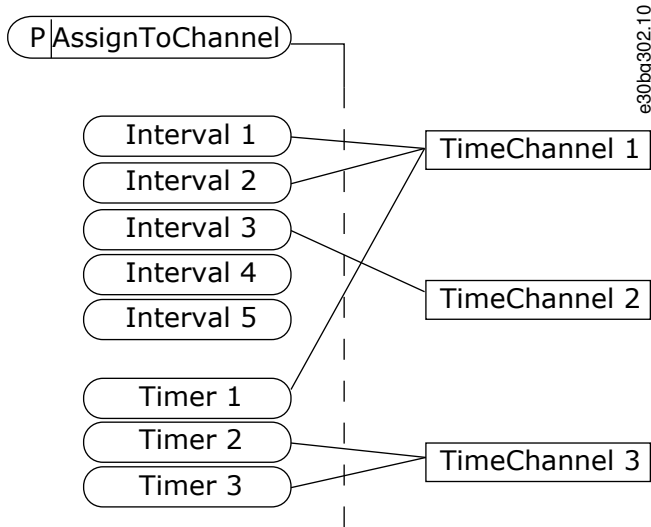 P AssignToChannel
Interval 1
Interval 2
Interval 3
Interval 4
Interval 5
Timer 1
Timer 2
Timer 3
TimeChannel 1
TimeChannel 2
TimeChannel 3
e30bg302.10